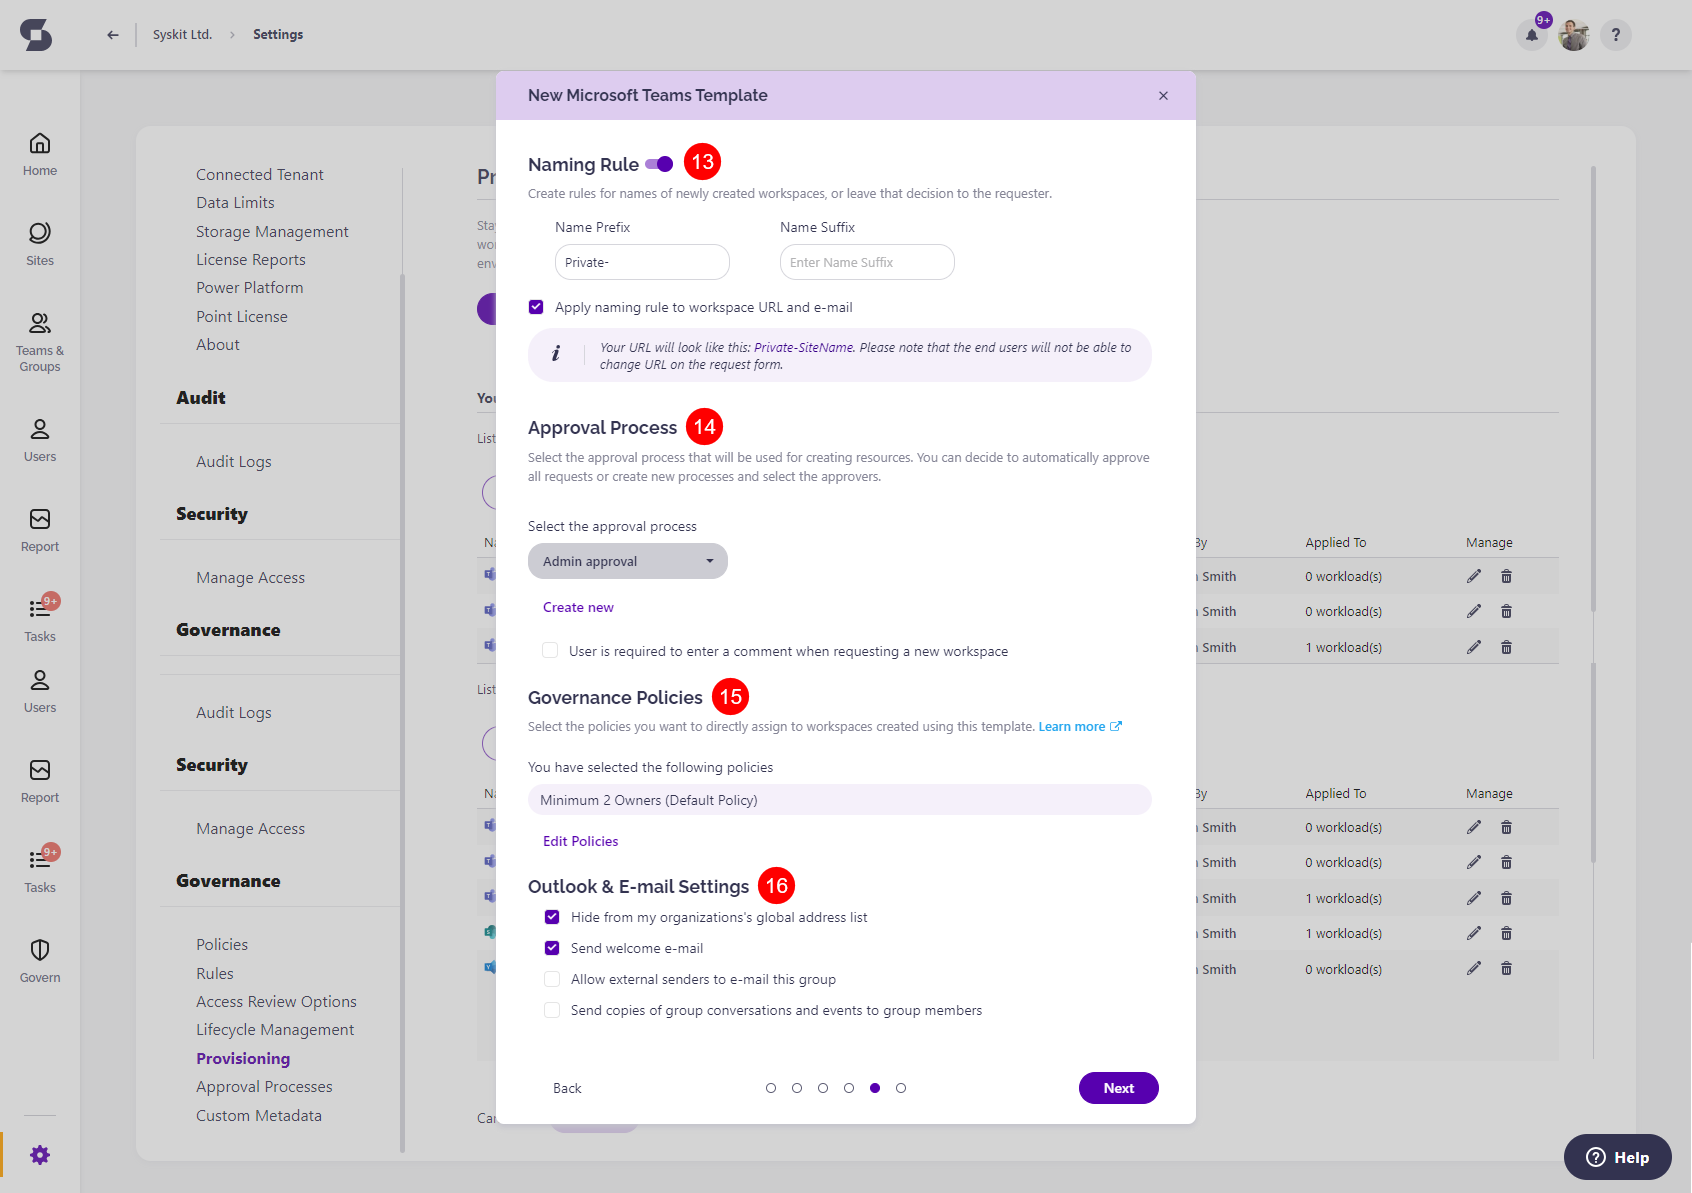 Syskit Ltd.
Settings
9+
?
Home
Sites
Teams &
Groups
Users
Report
9+
Tasks
Users
Report
9+
Tasks
Govern
Connected Tenant
Data Limits
Storage Management
License Reports
Power Platform
Point License
About
Audit
Audit Logs
Security
Manage Access
Governance
Audit Logs
Security
Manage Access
Governance
Policies
Rules
Access Review Options
Lifecycle Management
Provisioning
Approval Processes
Custom Metadata
New Microsoft Teams Template
Naming Rule
13
Create rules for names of newly created workspaces, or leave that decision to the requester.
Name Prefix
Name Suffix
Private-
Enter Name Suffix
Apply naming rule to workspace URL and e-mail
i
Your URL will look like this: Private-SiteName. Please note that the end users will not be able to
change URL on the request form.
Approval Process
14
Select the approval process that will be used for creating resources. You can decide to automatically approve
all requests or create new processes and select the approvers.
Select the approval process
Admin approval
Create new
User is required to enter a comment when requesting a new workspace
Governance Policies
15
Select the policies you want to directly assign to workspaces created using this template. Learn more
You have selected the following policies
Minimum 2 Owners (Default Policy)
Edit Policies
Outlook & E-mail Settings
16
Hide from my organizations's global address list
Send welcome e-mail
Allow external senders to e-mail this group
Send copies of group conversations and events to group members
Back
Next
By
Applied To
Manage
Smith
0 workload(s)
Smith
0 workload(s)
Smith
1 workload(s)
By
Applied To
Manage
Smith
0 workload(s)
Smith
0 workload(s)
Smith
1 workload(s)
Smith
1 workload(s)
Smith
0 workload(s)
Help